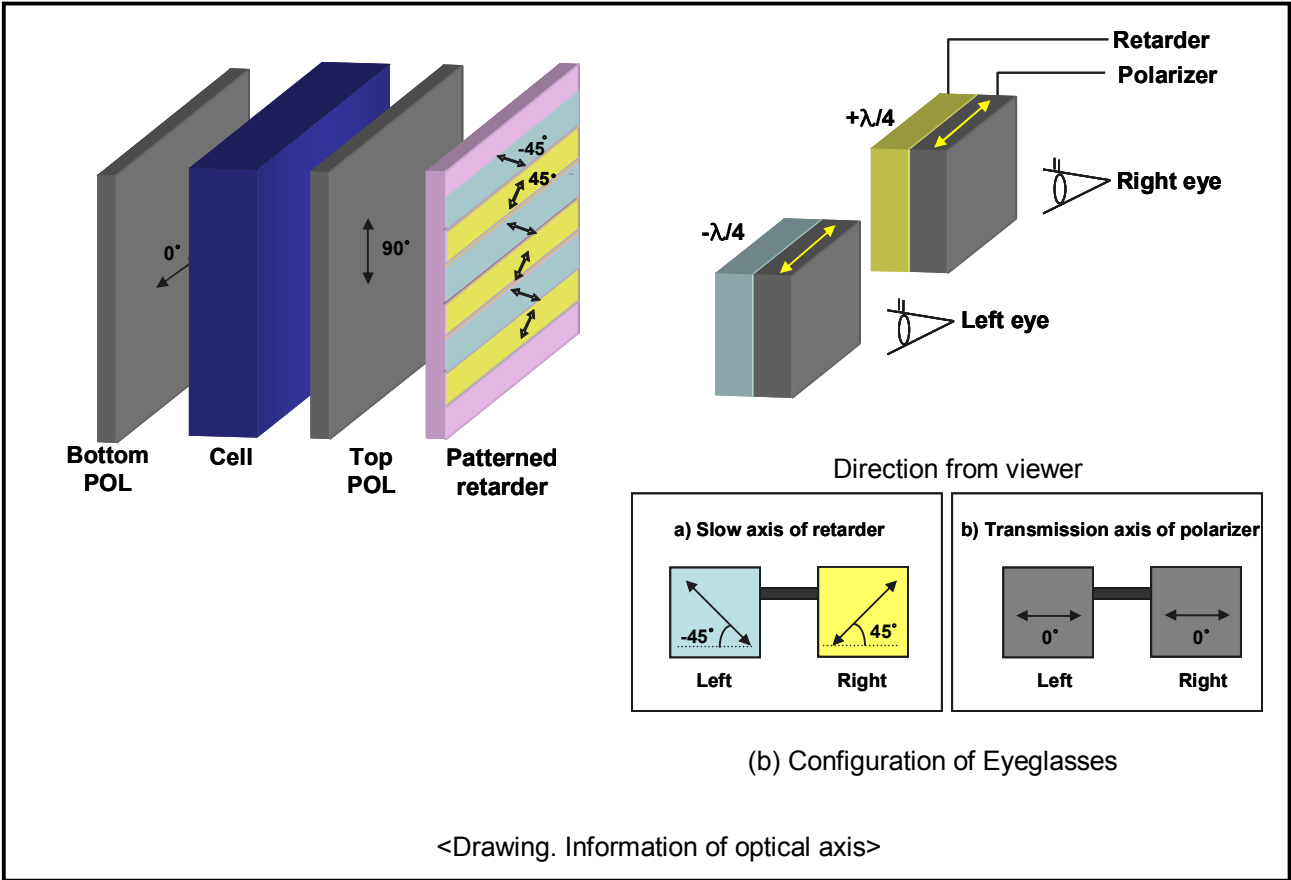 Retarder
Polarizer
+λ/4
Right eye
-λ/4
Left eye
-45˚
45˚
0˚
90˚
Bottom
POL
Cell
Top
POL
Patterned
retarder
Direction from viewer
a) Slow axis of retarder
-45˚
45˚
Left
Right
b) Transmission axis of polarizer
0˚
0˚
Left
Right
(b) Configuration of Eyeglasses
<Drawing. Information of optical axis>